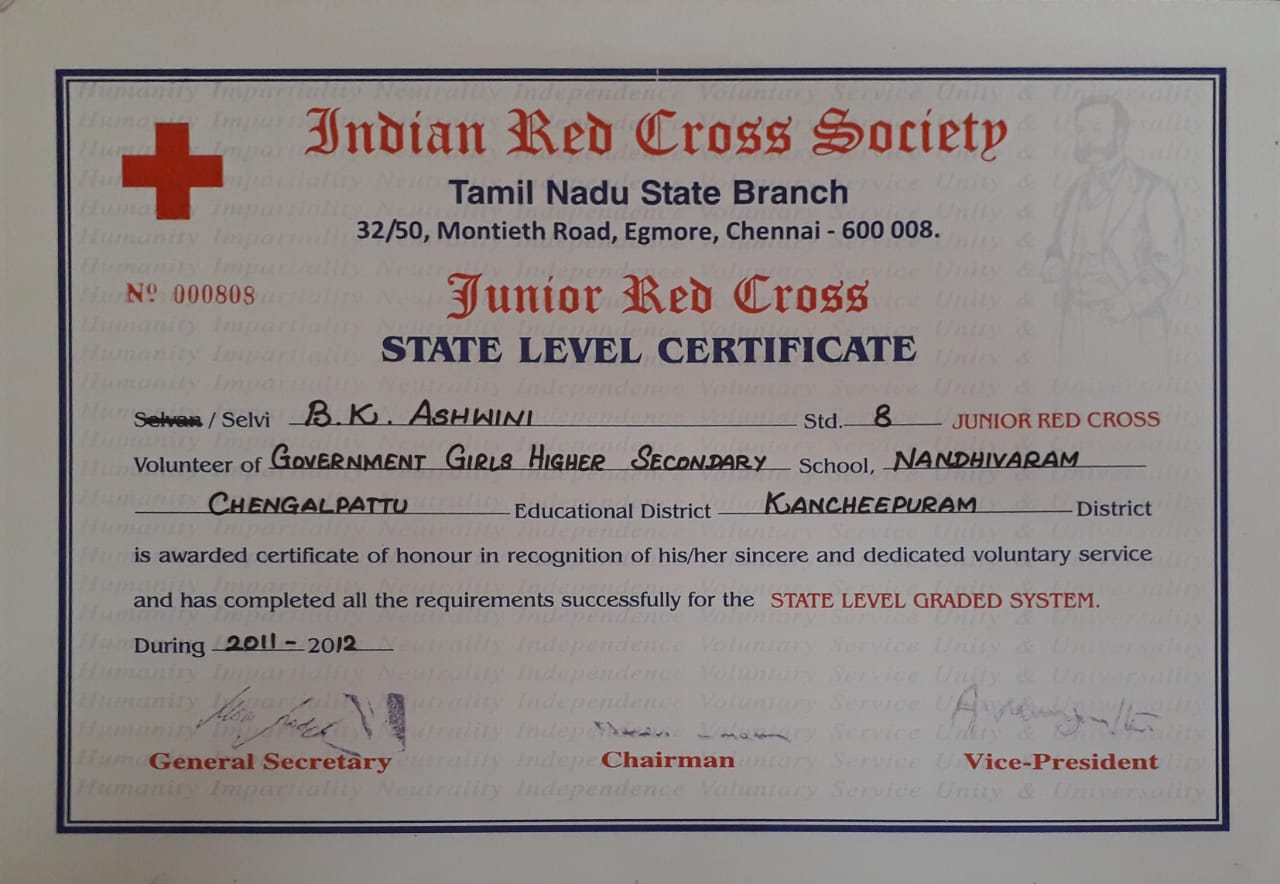 Indian Red Cross Society
Tamil Nadu State Branch
32/50, Montieth Road, Egmore, Chennai - 600 008.
Nº 000808
Junior Red Cross
STATE LEVEL CERTIFICATE
Selvan / Selvi B.K. ASHWINI Std. 8 JUNIOR RED CROSS
Volunteer of GOVERNMENT GIRLS HIGHER SECONDARY School, NANDHIVARAM
CHENGALPATTU Educational District KANCHEEPURAM District
is awarded certificate of honour in recognition of his/her sincere and dedicated voluntary service
and has completed all the requirements successfully for the STATE LEVEL GRADED SYSTEM.
During 2011 - 2012
General Secretary Chairman Vice-President
Humanity Impartiality Neutrality Independence Voluntary Service Unity & Universality